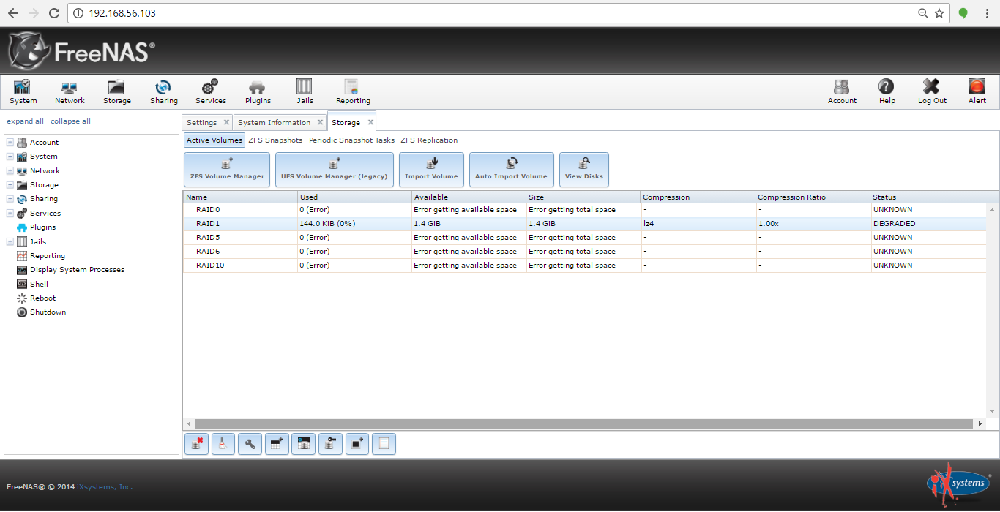 192.168.56.103
FreeNAS®
System Network Storage Sharing Services Plugins Jails Reporting Account Help Log Out Alert
expand all collapse all
Settings System Information Storage
Active Volumes ZFS Snapshots Periodic Snapshot Tasks ZFS Replication
ZFS Volume Manager UFS Volume Manager (legacy) Import Volume Auto Import Volume View Disks
Account
System
Network
Storage
Sharing
Services
Plugins
Jails
Reporting
Display System Processes
Shell
Reboot
Shutdown
Name Used Available Size Compression Compression Ratio Status
RAID0 0 (Error) Error getting available space Error getting total space - - UNKNOWN
RAID1 144.0 KiB (0%) 1.4 GiB 1.4 GiB lz4 1.00x DEGRADED
RAID5 0 (Error) Error getting available space Error getting total space - - UNKNOWN
RAID6 0 (Error) Error getting available space Error getting total space - - UNKNOWN
RAID10 0 (Error) Error getting available space Error getting total space - - UNKNOWN
FreeNAS® © 2014 iXsystems, Inc.
iXsystems®